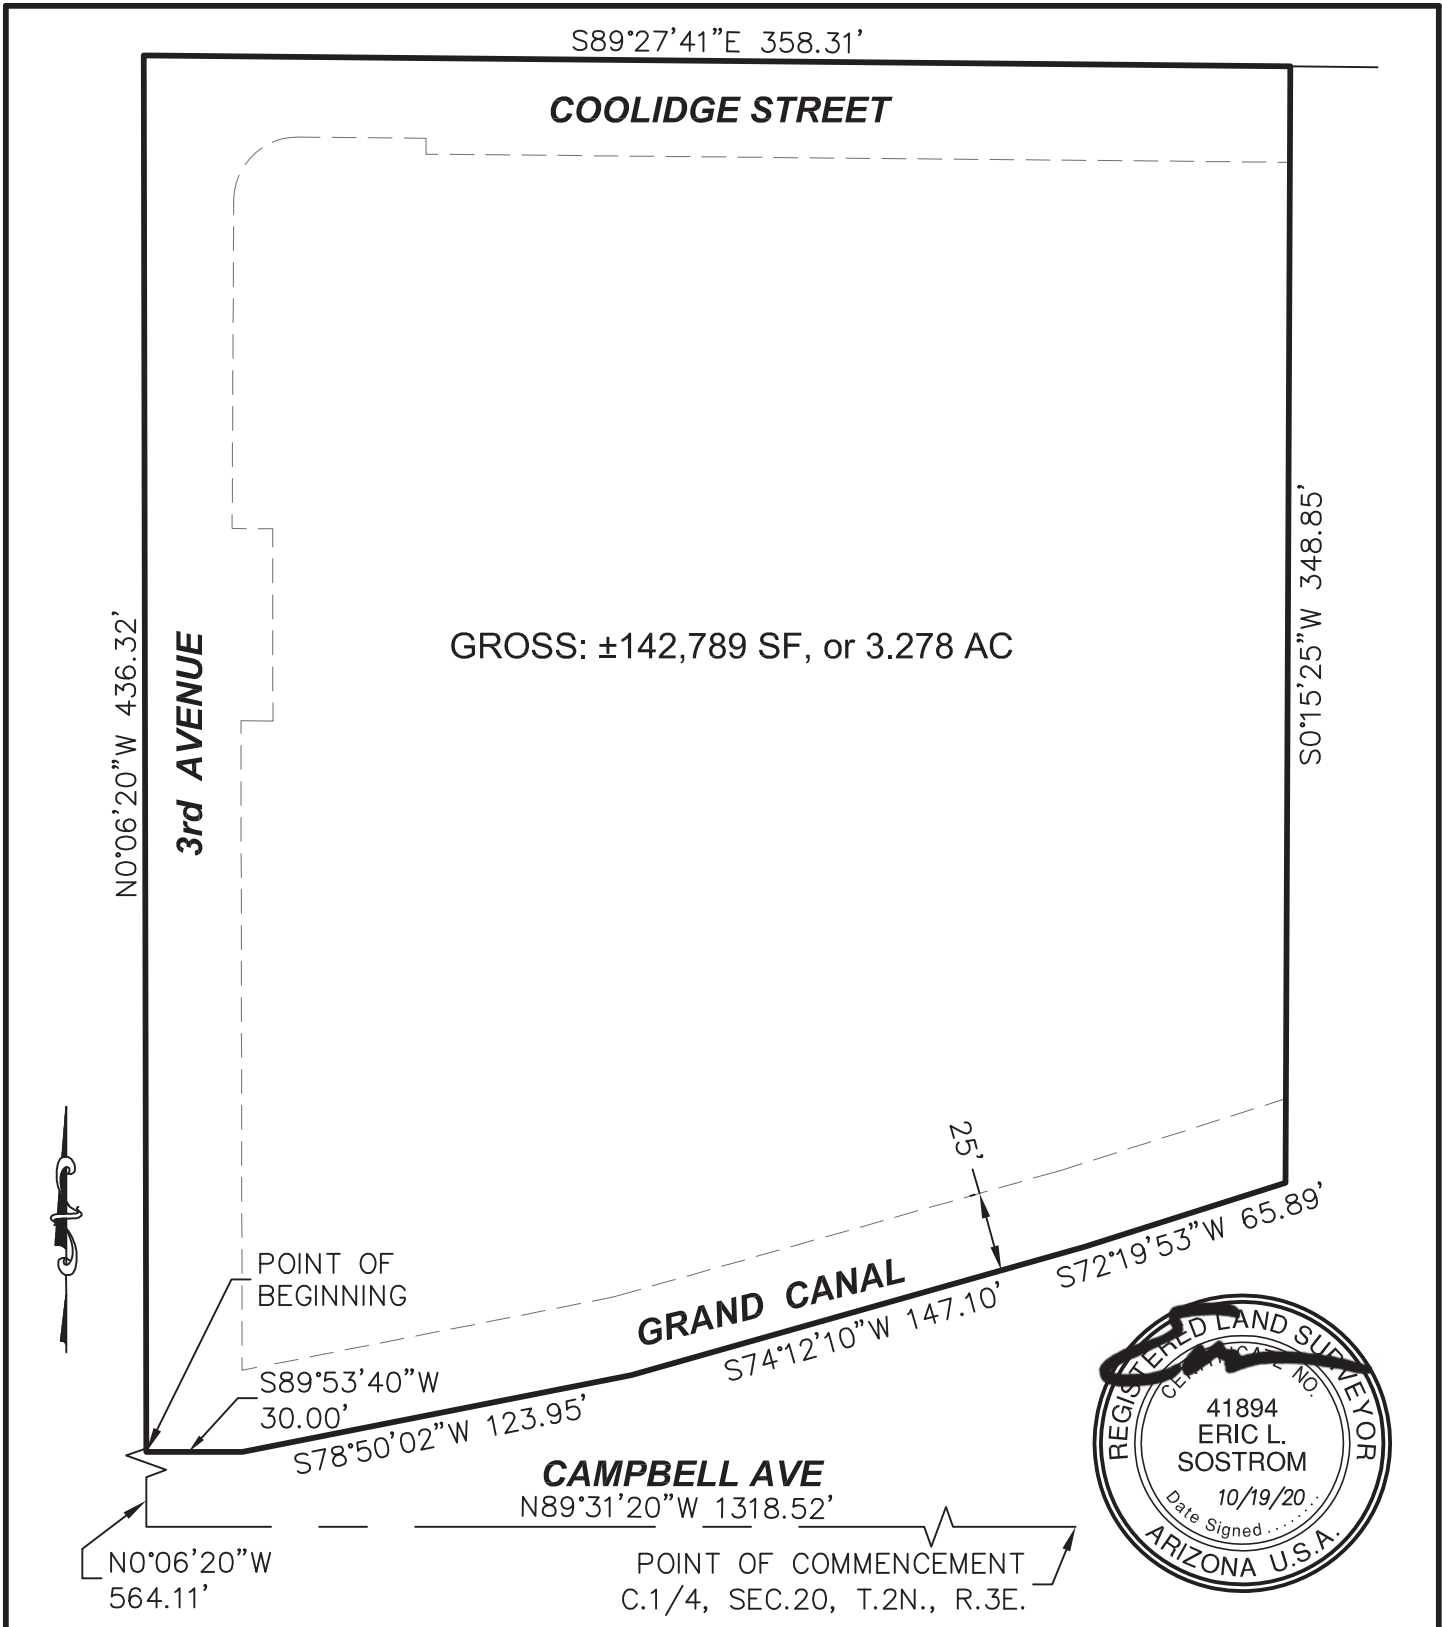 S89°27'41"E 358.31'
COOLIDGE STREET
GROSS: ±142,789 SF, or 3.278 AC
N0°06'20"W 436.32'
3rd AVENUE
S0°15'25"W 348.85'
25'
POINT OF
BEGINNING
GRAND CANAL
S72°19'53"W 65.89'
S74°12'10"W 147.10'
S89°53'40"W
30.00'
S78°50'02"W 123.95'
CAMPBELL AVE
N89°31'20"W 1318.52'
N0°06'20"W
564.11'
POINT OF COMMENCEMENT
C.1/4, SEC.20, T.2N., R.3E.
REGISTERED LAND SURVEYOR
CERTIFICATE NO.
41894
ERIC L.
SOSTROM
10/19/20
Date Signed........
ARIZONA U.S.A.